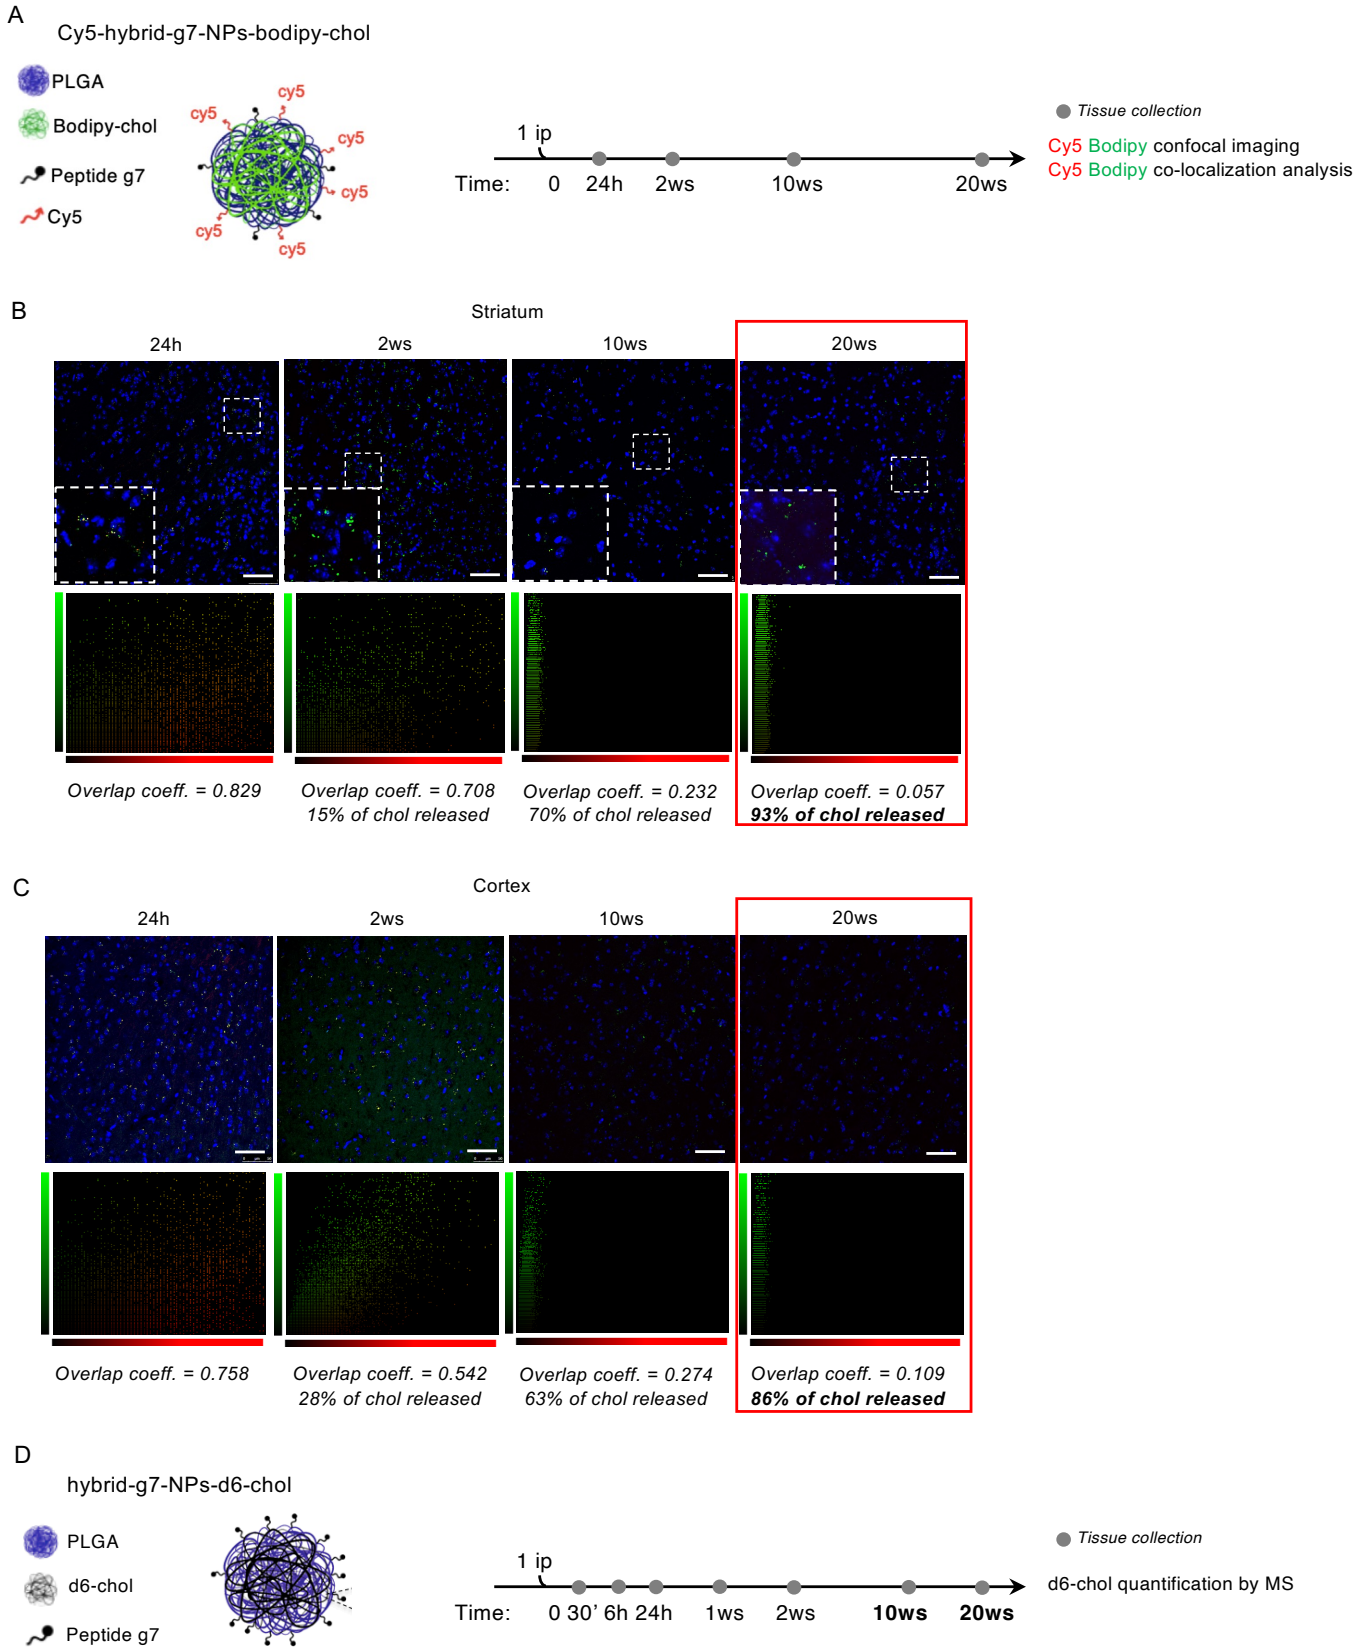 A
Cy5-hybrid-g7-NPs-bodipy-chol
PLGA
Bodipy-chol
Peptide g7
Cy5
cy5
cy5
cy5
cy5
cy5
cy5
1 ip
Time: 0 24h 2ws 10ws 20ws
Tissue collection
Cy5 Bodipy confocal imaging
Cy5 Bodipy co-localization analysis
B
Striatum
24h 2ws 10ws 20ws
Overlap coeff. = 0.829
Overlap coeff. = 0.708
15% of chol released
Overlap coeff. = 0.232
70% of chol released
Overlap coeff. = 0.057
93% of chol released
C
Cortex
24h 2ws 10ws 20ws
Overlap coeff. = 0.758
Overlap coeff. = 0.542
28% of chol released
Overlap coeff. = 0.274
63% of chol released
Overlap coeff. = 0.109
86% of chol released
D
hybrid-g7-NPs-d6-chol
PLGA
d6-chol
Peptide g7
1 ip
Time: 0 30' 6h 24h 1ws 2ws 10ws 20ws
Tissue collection
d6-chol quantification by MS